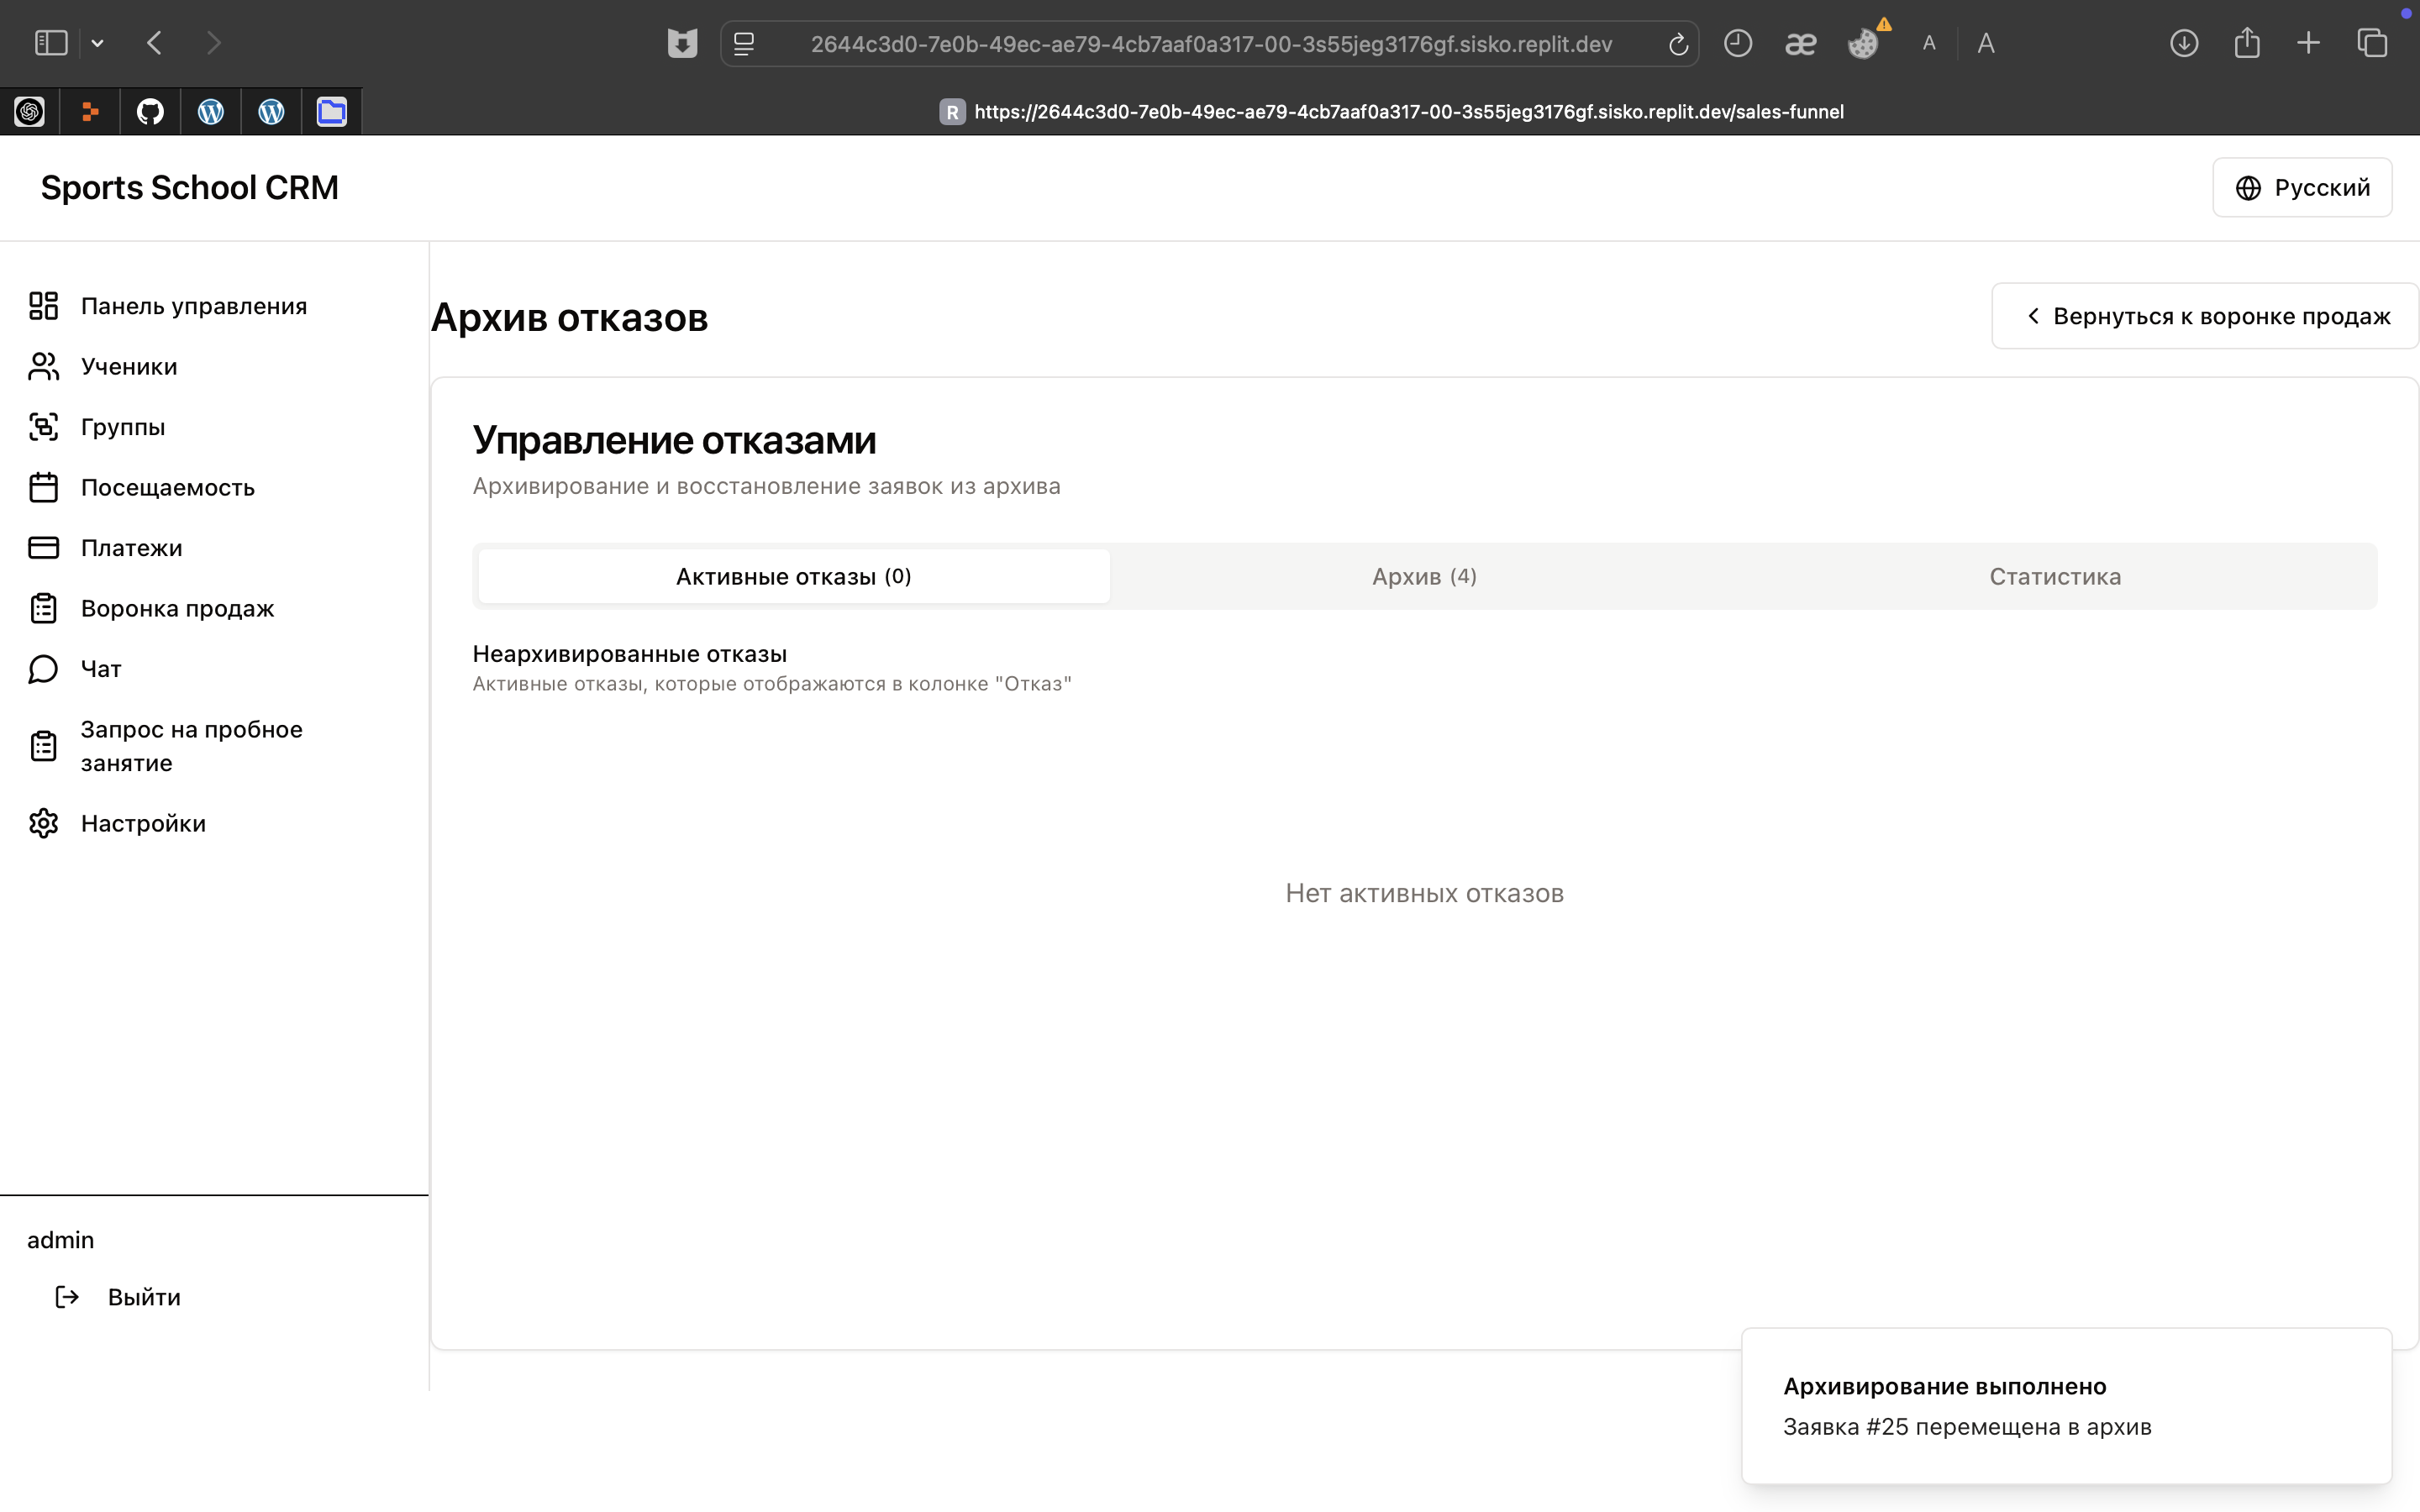 2644c3d0-7e0b-49ec-ae79-4cb7aaf0a317-00-3s55jeg3176gf.sisko.replit.dev
æ
A
A
R https://2644c3d0-7e0b-49ec-ae79-4cb7aaf0a317-00-3s55jeg3176gf.sisko.replit.dev/sales-funnel
Sports School CRM
Русский
Панель управления
Ученики
Группы
Посещаемость
Платежи
Воронка продаж
Чат
Запрос на пробное
занятие
Настройки
admin
Выйти
Архив отказов
Вернуться к воронке продаж
Управление отказами
Архивирование и восстановление заявок из архива
Активные отказы (0)
Архив (4)
Статистика
Неархивированные отказы
Активные отказы, которые отображаются в колонке "Отказ"
Нет активных отказов
Архивирование выполнено
Заявка #25 перемещена в архив